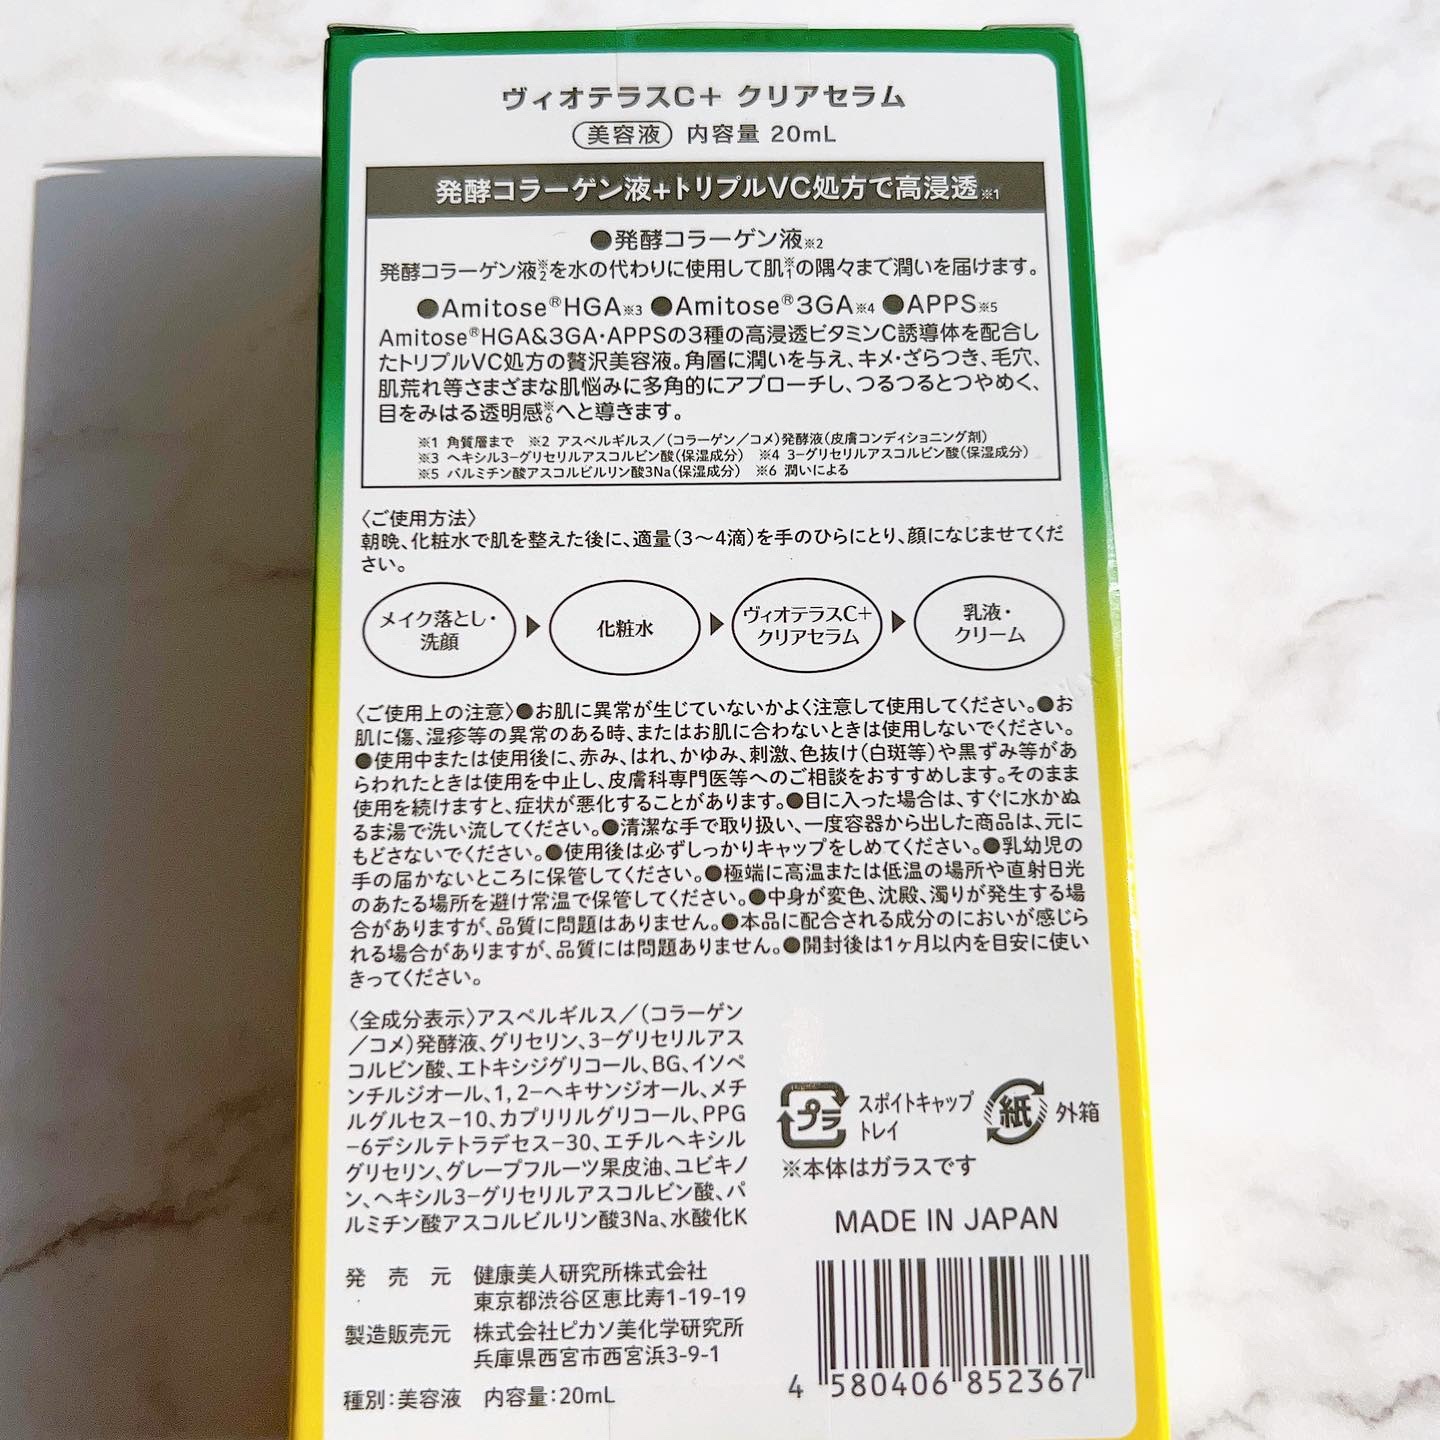 ヴィオテラスC+ クリアセラム
美容液 内容量 20mL
発酵コラーゲン液+トリプルVC処方で高浸透※1
●発酵コラーゲン液※2
発酵コラーゲン液※2を水の代わりに使用して肌※1の隅々まで潤いを届けます。
●Amitose®HGA※3 ●Amitose®3GA※4 ●APPS※5
Amitose®HGA&3GA・APPSの3種の高浸透ビタミンC誘導体を配合し
たトリプルVC処方の贅沢美容液。角層に潤いを与え、キメ・ざらつき、毛穴、
肌荒れ等さまざまな肌悩みに多角的にアプローチし、つるつるとつやめく、
目をみはる透明感※6へと導きます。
※1 角質層まで ※2 アスペルギルス/(コラーゲン/コメ)発酵液(皮膚コンディショニング剤)
※3 ヘキシル3-グリセリルアスコルビン酸(保湿成分) ※4 3-グリセリルアスコルビン酸(保湿成分)
※5 パルミチン酸アスコルビルリン酸3Na(保湿成分) ※6 潤いによる
〈ご使用方法〉
朝晩、化粧水で肌を整えた後に、適量(3～4滴)を手のひらにとり、顔になじませてくだ
さい。
メイク落とし・
洗顔
化粧水
ヴィオテラスC+
クリアセラム
乳液・
クリーム
〈ご使用上の注意〉●お肌に異常が生じていないかよく注意して使用してください。●お
肌に傷、湿疹等の異常のある時、またはお肌に合わないときは使用しないでください。
●使用中または使用後に、赤み、はれ、かゆみ、刺激、色抜け(白斑等)や黒ずみ等があ
らわれたときは使用を中止し、皮膚科専門医等へのご相談をおすすめします。そのまま
使用を続けますと、症状が悪化することがあります。●目に入った場合は、すぐに水かぬ
るま湯で洗い流してください。●清潔な手で取り扱い、一度容器から出した商品は、元に
もどさないでください。●使用後は必ずしっかりキャップをしめてください。●乳幼児の
手の届かないところに保管してください。●極端に高温または低温の場所や直射日光
のあたる場所を避け常温で保管してください。●中身が変色、沈殿、濁りが発生する場
合がありますが、品質に問題はありません。●本品に配合される成分のにおいが感じら
れる場合がありますが、品質には問題ありません。●開封後は1ヶ月以内を目安に使い
きってください。
〈全成分表示〉アスペルギルス/(コラーゲン
/コメ)発酵液、グリセリン、3-グリセリルアス
コルビン酸、エトキシジグリコール、BG、イソペ
ンチルジオール、1,2-ヘキサンジオール、メチ
ルグルセス-10、カプリリルグリコール、PPG
-6デシルテトラデセス-30、エチルヘキシル
グリセリン、グレープフルーツ果皮油、ユビキノ
ン、ヘキシル3-グリセリルアスコルビン酸、パ
ルミチン酸アスコルビルリン酸3Na、水酸化K
プラ スポイトキャップ
トレイ
紙 外箱
※本体はガラスです
MADE IN JAPAN
発売元 健康美人研究所株式会社
東京都渋谷区恵比寿1-19-19
製造販売元 株式会社ピカソ美化学研究所
兵庫県西宮市西宮浜3-9-1
種別:美容液 内容量:20mL
4 580406 852367